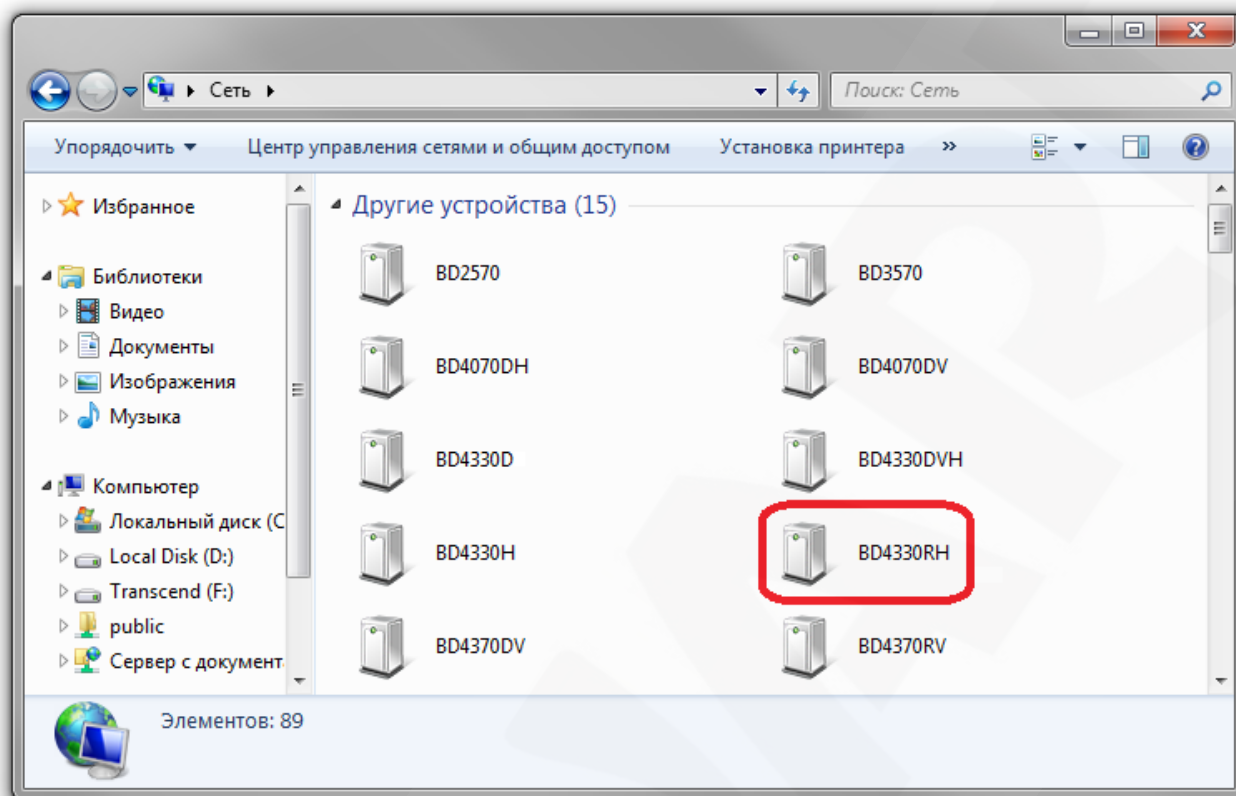 Сеть
Поиск: Сеть
Упорядочить Центр управления сетями и общим доступом Установка принтера »
Избранное
Библиотеки
Видео
Документы
Изображения
Музыка
Компьютер
Локальный диск (C
Local Disk (D:)
Transcend (F:)
public
Сервер с документ
Другие устройства (15)
BD2570 BD3570
BD4070DH BD4070DV
BD4330D BD4330DVH
BD4330H BD4330RH
BD4370DV BD4370RV
Элементов: 89